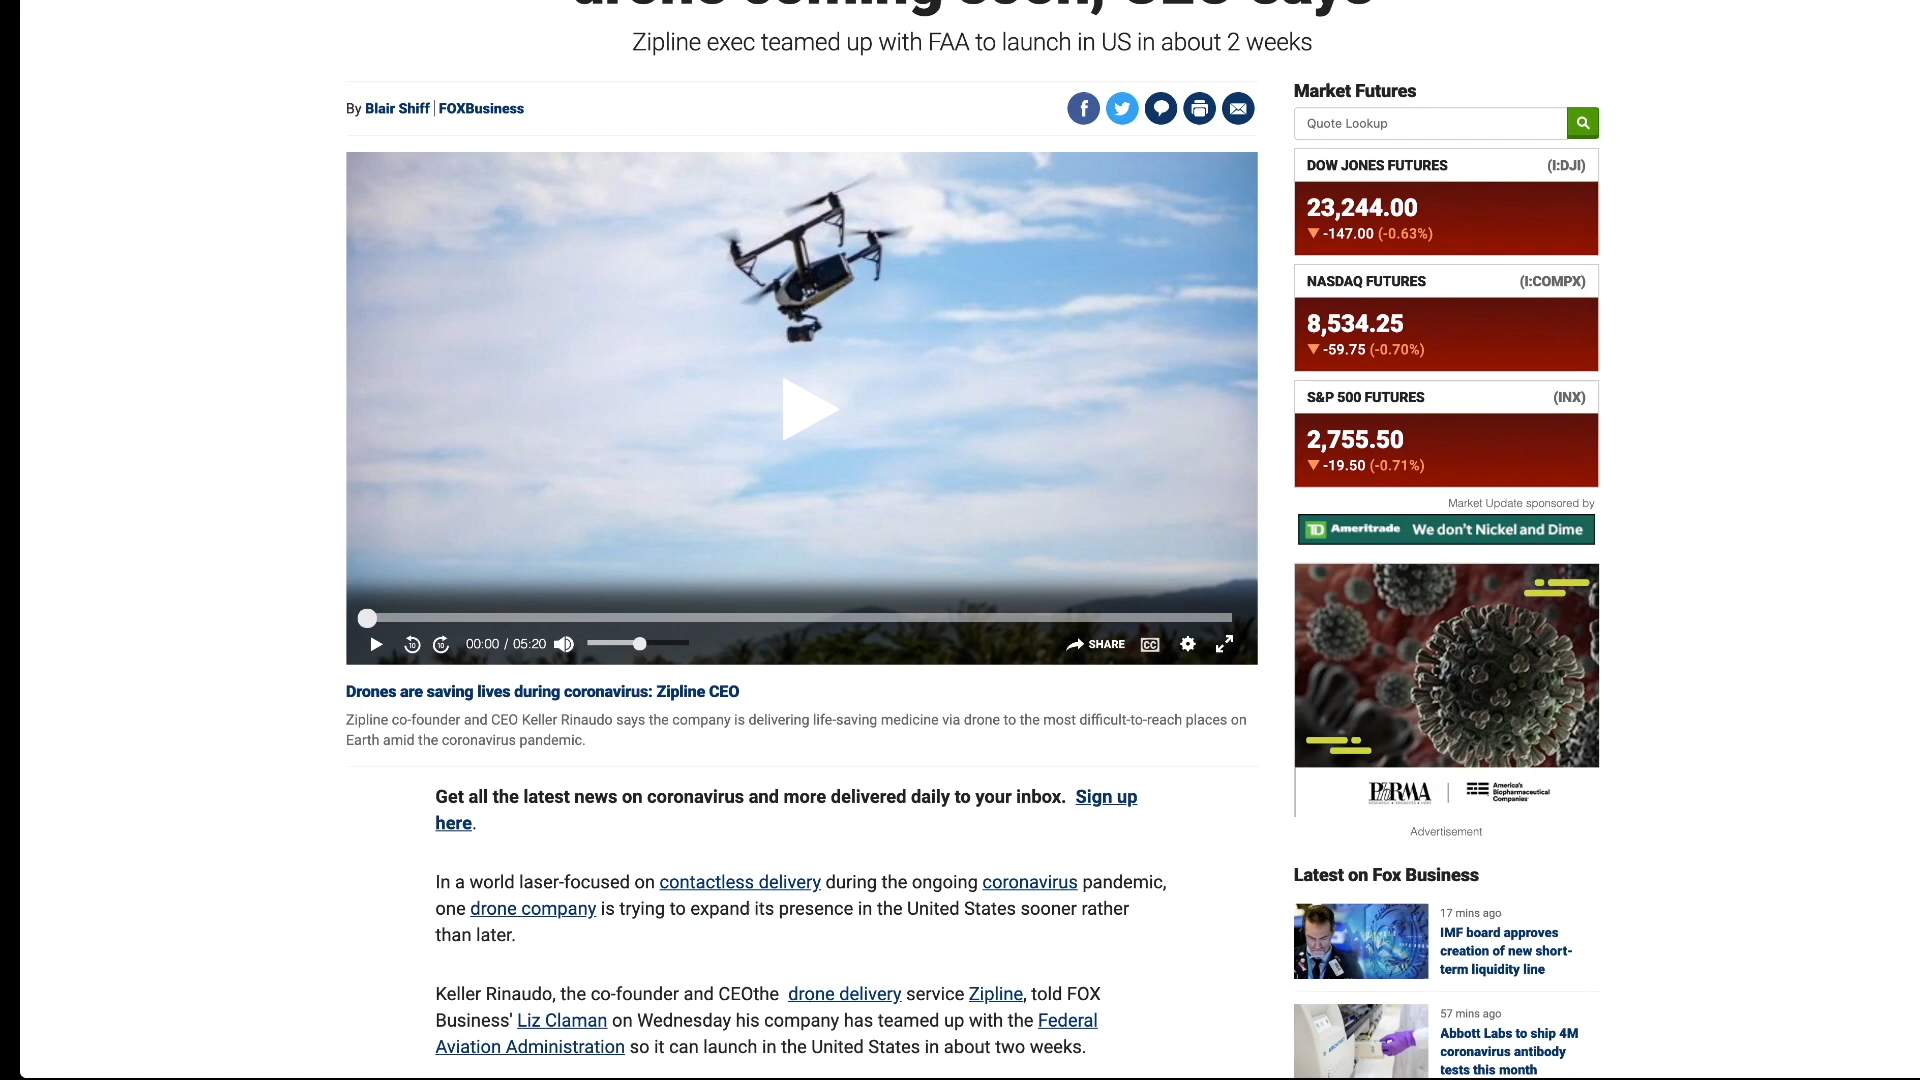 drone coming soon, CEO says
Zipline exec teamed up with FAA to launch in US in about 2 weeks
By Blair Shiff | FOXBusiness
00:00 / 05:20
SHARE
CC
Drones are saving lives during coronavirus: Zipline CEO
Zipline co-founder and CEO Keller Rinaudo says the company is delivering life-saving medicine via drone to the most difficult-to-reach places on
Earth amid the coronavirus pandemic.
Get all the latest news on coronavirus and more delivered daily to your inbox. Sign up
here.
In a world laser-focused on contactless delivery during the ongoing coronavirus pandemic,
one drone company is trying to expand its presence in the United States sooner rather
than later.
Keller Rinaudo, the co-founder and CEOthe drone delivery service Zipline, told FOX
Business' Liz Claman on Wednesday his company has teamed up with the Federal
Aviation Administration so it can launch in the United States in about two weeks.
Market Futures
Quote Lookup
DOW JONES FUTURES (I:DJI)
23,244.00
▼ -147.00 (-0.63%)
NASDAQ FUTURES (I:COMPX)
8,534.25
▼ -59.75 (-0.70%)
S&P 500 FUTURES (INX)
2,755.50
▼ -19.50 (-0.71%)
Market Update sponsored by
TD Ameritrade We don't Nickel and Dime
PhRMA
America's
Biopharmaceutical
Companies
Advertisement
Latest on Fox Business
17 mins ago
IMF board approves
creation of new short-
term liquidity line
57 mins ago
Abbott Labs to ship 4M
coronavirus antibody
tests this month